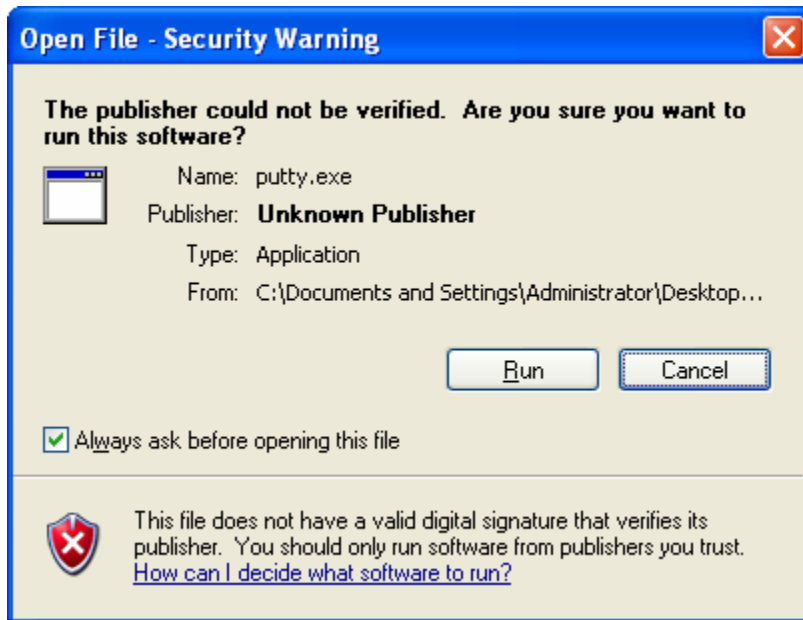 Open File - Security Warning
The publisher could not be verified.  Are you sure you want to
run this software?
Name: putty.exe
Publisher: Unknown Publisher
Type: Application
From: C:\Documents and Settings\Administrator\Desktop...
Run Cancel
Always ask before opening this file
This file does not have a valid digital signature that verifies its
publisher.  You should only run software from publishers you trust.
How can I decide what software to run?